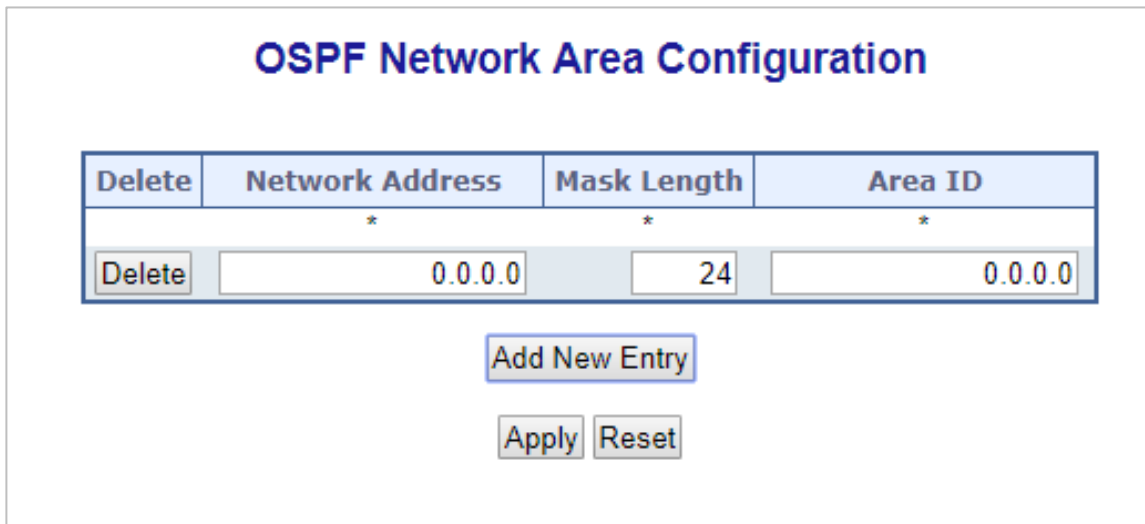 OSPF Network Area Configuration
Delete Network Address Mask Length Area ID
* * *
Delete 0.0.0.0 24 0.0.0.0
Add New Entry
Apply Reset